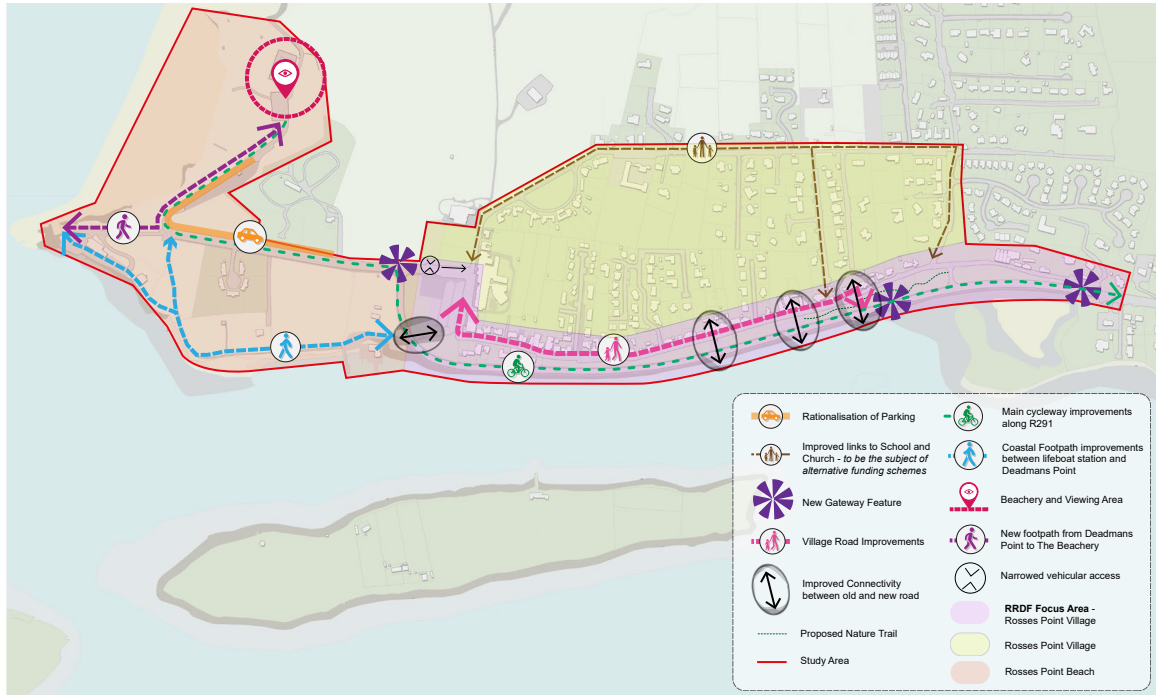 Rationalisation of Parking
Improved links to School and
Church - to be the subject of
alternative funding schemes
New Gateway Feature
Village Road Improvements
Improved Connectivity
between old and new road
Proposed Nature Trail
Study Area
Main cycleway improvements
along R291
Coastal Footpath improvements
between lifeboat station and
Deadmans Point
Beachery and Viewing Area
New footpath from Deadmans
Point to The Beachery
Narrowed vehicular access
RRDF Focus Area -
Rosses Point Village
Rosses Point Village
Rosses Point Beach